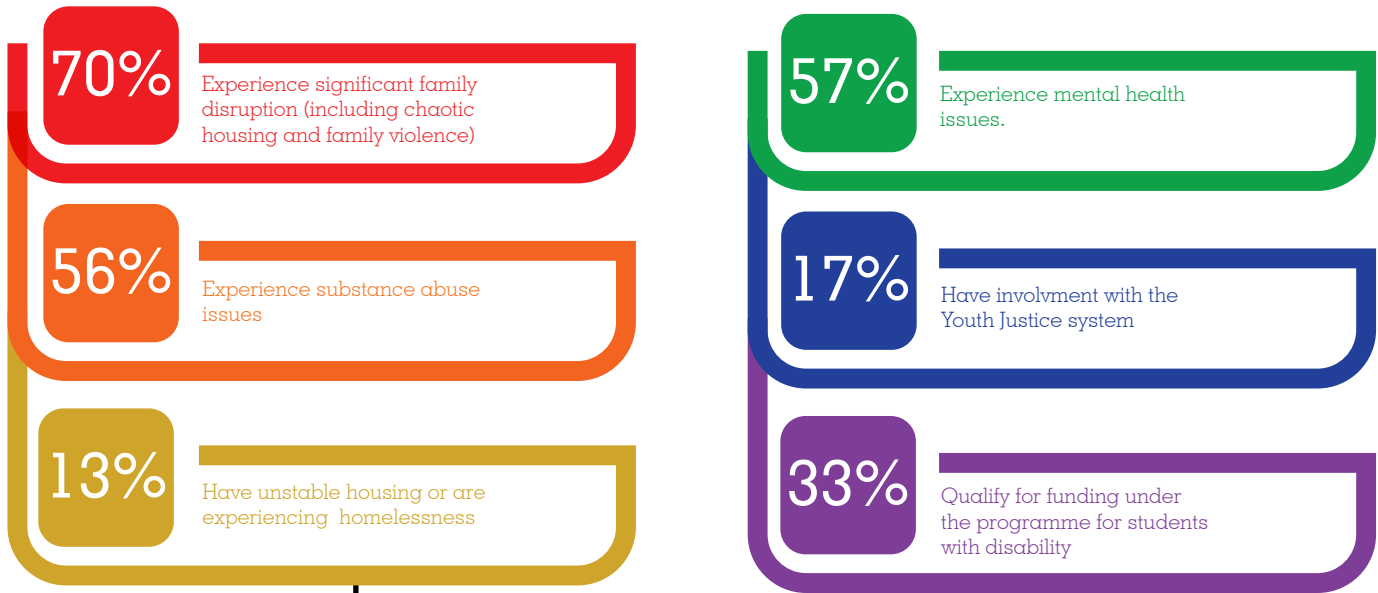 70%
Experience significant family
disruption (including chaotic
housing and family violence)
56%
Experience substance abuse
issues
13%
Have unstable housing or are
experiencing  homelessness
57%
Experience mental health
issues.
17%
Have involvment with the
Youth Justice system
33%
Qualify for funding under
the programme for students
with disability